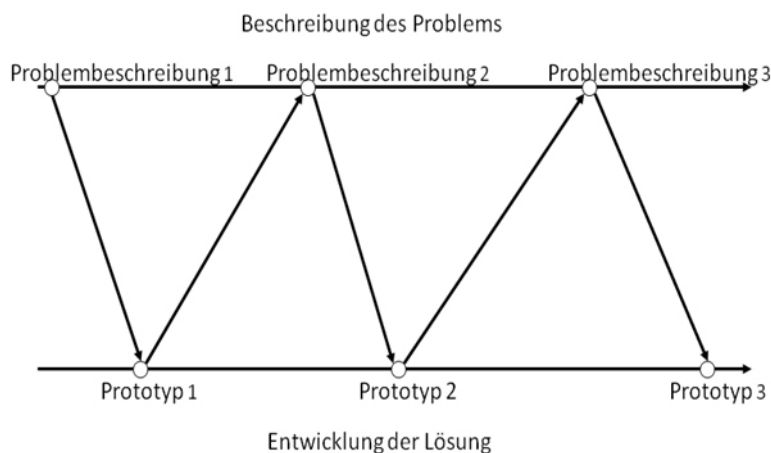 Beschreibung des Problems
Problembeschreibung 1 Problembeschreibung 2 Problembeschreibung 3
Prototyp 1 Prototyp 2 Prototyp 3
Entwicklung der Lösung